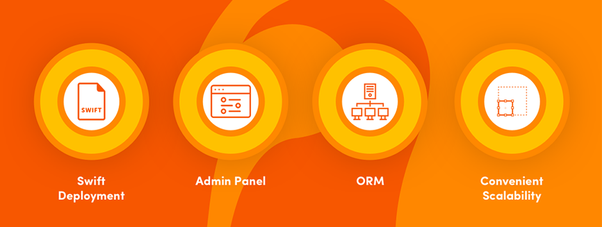 SWIFT
Swift
Deployment
Admin Panel
ORM
Convenient
Scalability